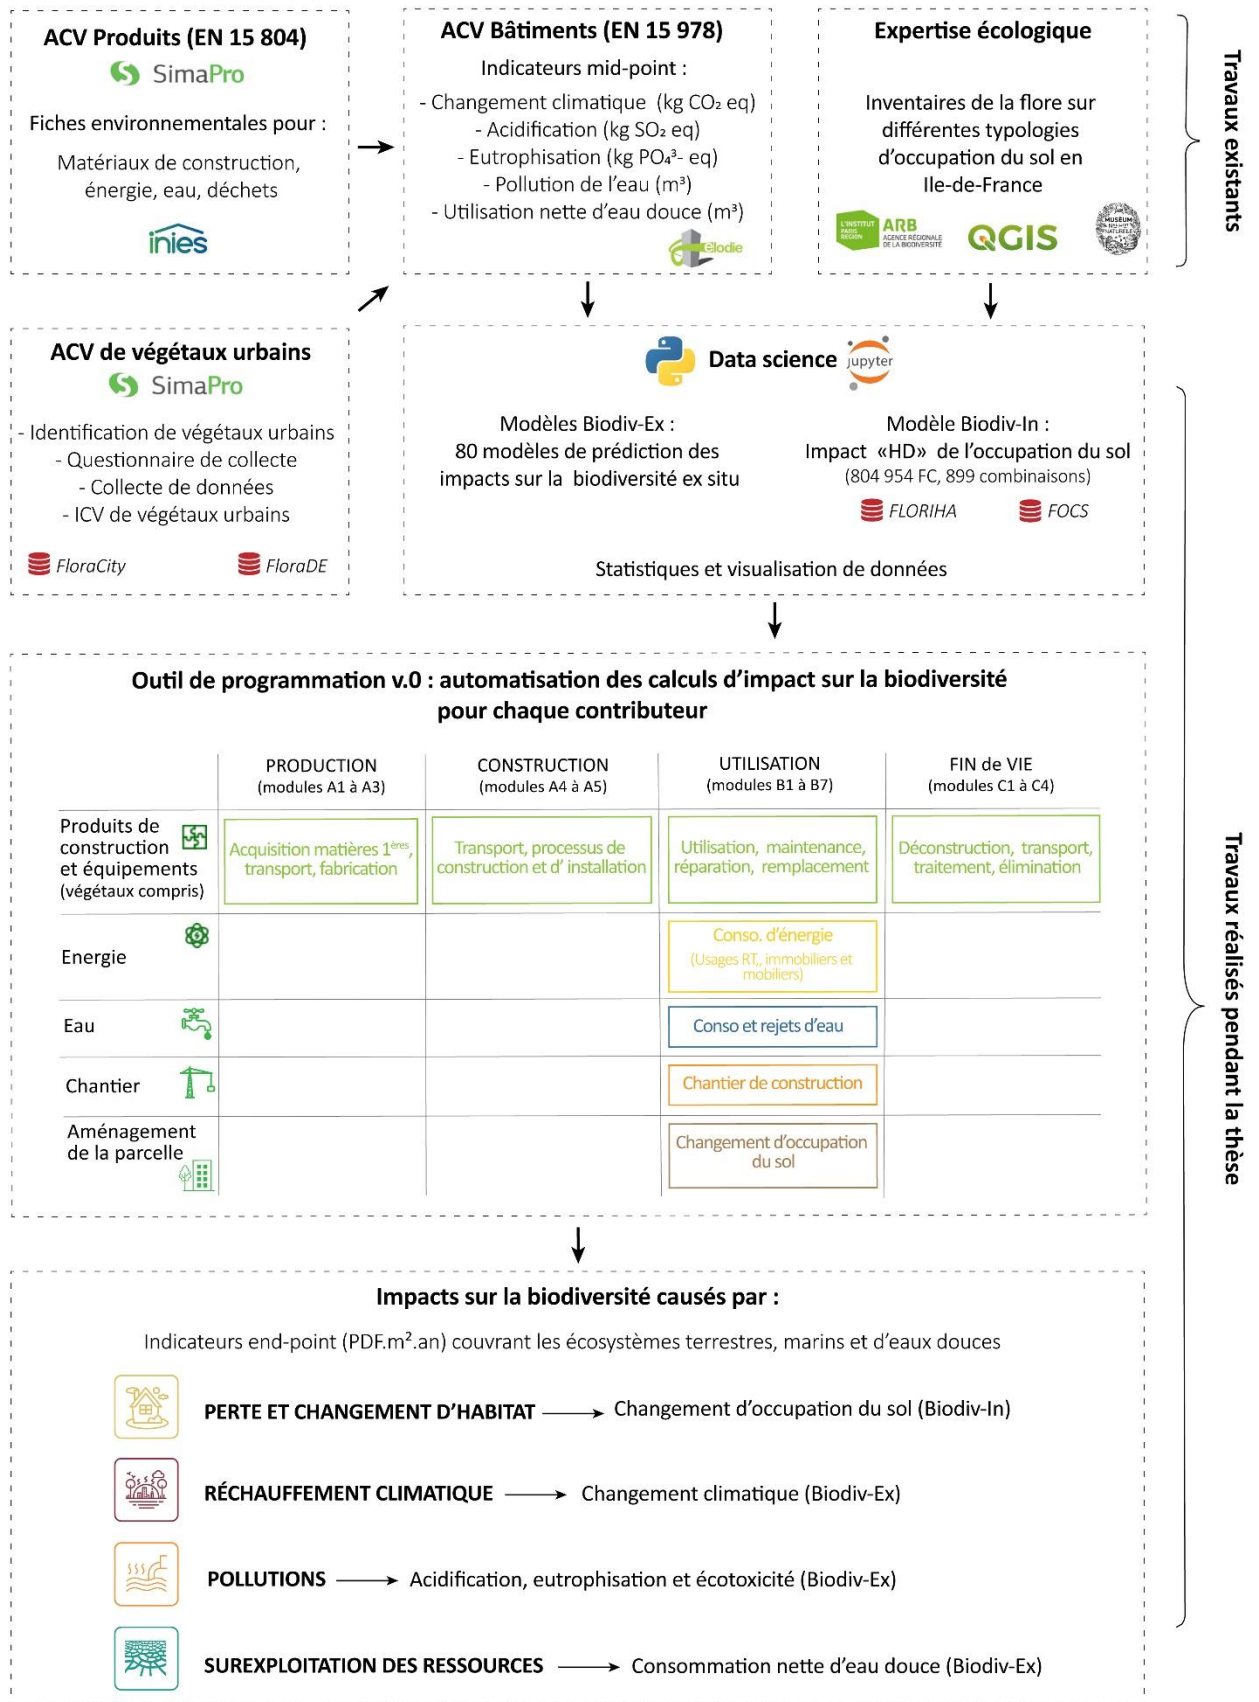 ACV Produits (EN 15 804)
SimaPro
Fiches environnementales pour :
Matériaux de construction,
énergie, eau, déchets
inies
ACV Bâtiments (EN 15 978)
Indicateurs mid-point :
- Changement climatique (kg CO₂ eq)
- Acidification (kg SO₂ eq)
- Eutrophisation (kg PO₄³- eq)
- Pollution de l'eau (m³)
- Utilisation nette d'eau douce (m³)
elodie
Expertise écologique
Inventaires de la flore sur
différentes typologies
d'occupation du sol en
Ile-de-France
L'INSTITUT
PARIS
REGION
ARB
AGENCE RÉGIONALE
DE LA BIODIVERSITÉ
QGIS
MUSÉUM
NATURELLE
Travaux existants
ACV de végétaux urbains
SimaPro
- Identification de végétaux urbains
- Questionnaire de collecte
- Collecte de données
- ICV de végétaux urbains
FloraCity
FloraDE
Data science
jupyter
Modèles Biodiv-Ex :
80 modèles de prédiction des
impacts sur la biodiversité ex situ
Modèle Biodiv-In :
Impact «HD» de l'occupation du sol
(804 954 FC, 899 combinaisons)
FLORIHA
FOCS
Statistiques et visualisation de données
Outil de programmation v.0 : automatisation des calculs d'impact sur la biodiversité
pour chaque contributeur
PRODUCTION
(modules A1 à A3)
CONSTRUCTION
(modules A4 à A5)
UTILISATION
(modules B1 à B7)
FIN de VIE
(modules C1 à C4)
Produits de
construction
et équipements
(végétaux compris)
Acquisition matières 1ères,
transport, fabrication
Transport, processus de
construction et d' installation
Utilisation, maintenance,
réparation, remplacement
Déconstruction, transport,
traitement, élimination
Energie
Conso. d'énergie
(Usages RT,, immobiliers et
mobiliers)
Eau
Conso et rejets d'eau
Chantier
Chantier de construction
Aménagement
de la parcelle
Changement d'occupation
du sol
Travaux réalisés pendant la thèse
Impacts sur la biodiversité causés par :
Indicateurs end-point (PDF.m².an) couvrant les écosystèmes terrestres, marins et d'eaux douces
PERTE ET CHANGEMENT D'HABITAT
Changement d'occupation du sol (Biodiv-In)
RÉCHAUFFEMENT CLIMATIQUE
Changement climatique (Biodiv-Ex)
POLLUTIONS
Acidification, eutrophisation et écotoxicité (Biodiv-Ex)
SUREXPLOITATION DES RESSOURCES
Consommation nette d'eau douce (Biodiv-Ex)